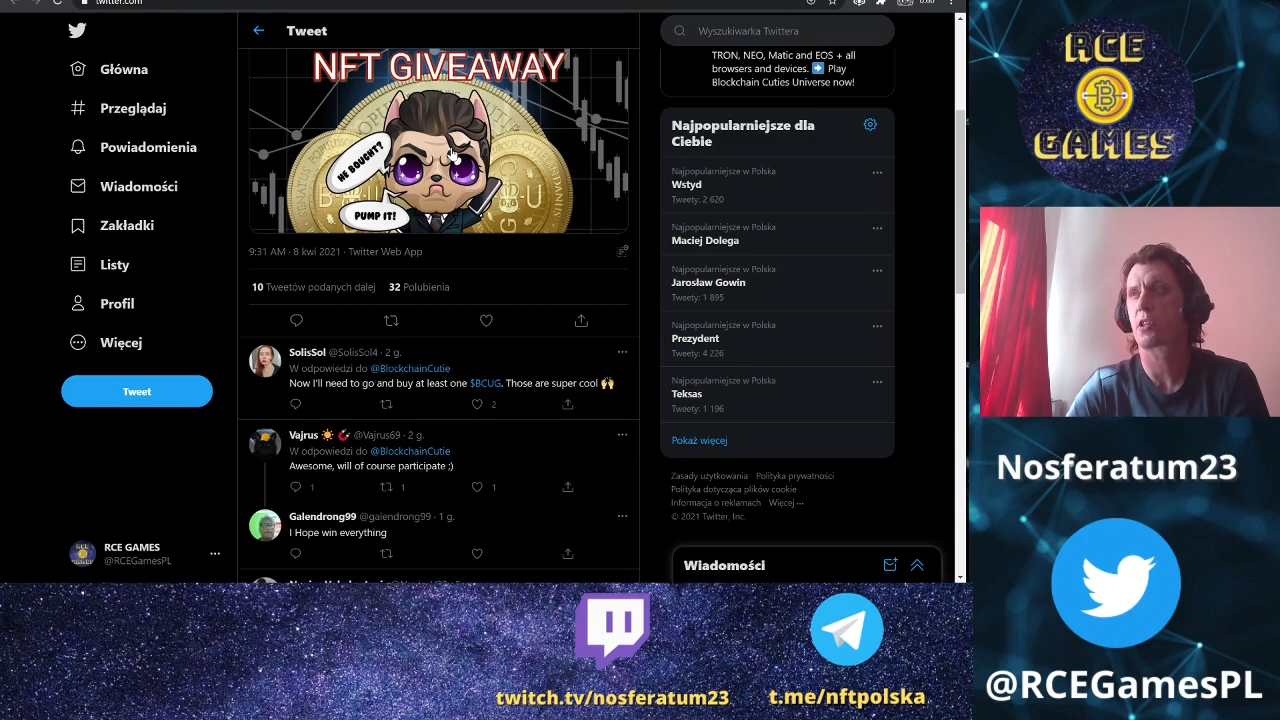 twitter.com
Tweet
Wyszukiwarka Twittera
Główna
Przeglądaj
Powiadomienia
Wiadomości
Zakładki
Listy
Profil
Więcej
Tweet
RCE GAMES
@RCEGamesPL
NFT GIVEAWAY
HE BOUGHT?
PUMP IT!
9:31 AM · 8 kwi 2021 · Twitter Web App
10 Tweetów podanych dalej 32 Polubienia
SolisSol @SolisSol4 · 2 g.
W odpowiedzi do @BlockchainCutie
Now I'll need to go and buy at least one $BCUG. Those are super cool 🙌
2
Vajrus ☀️ @Vajrus69 · 2 g.
W odpowiedzi do @BlockchainCutie
Awesome, will of course participate ;)
1 1 1
Galendrong99 @galendrong99 · 1 g.
I Hope win everything
TRON, NEO, Matic and EOS + all
browsers and devices. ➡️ Play
Blockchain Cuties Universe now!
Najpopularniejsze dla
Ciebie
Najpopularniejsze w Polska
Wstyd
Tweety: 2 620
Najpopularniejsze w Polska
Maciej Dolega
Najpopularniejsze w Polska
Jarosław Gowin
Tweety: 1 895
Najpopularniejsze w Polska
Prezydent
Tweety: 4 226
Najpopularniejsze w Polska
Teksas
Tweety: 1 196
Pokaż więcej
Zasady użytkowania Polityka prywatności
Polityka dotycząca plików cookie
Informacja o reklamach Więcej ···
© 2021 Twitter, Inc.
Wiadomości
RCE
GAMES
Nosferatum23
@RCEGamesPL
twitch.tv/nosferatum23
t.me/nftpolska